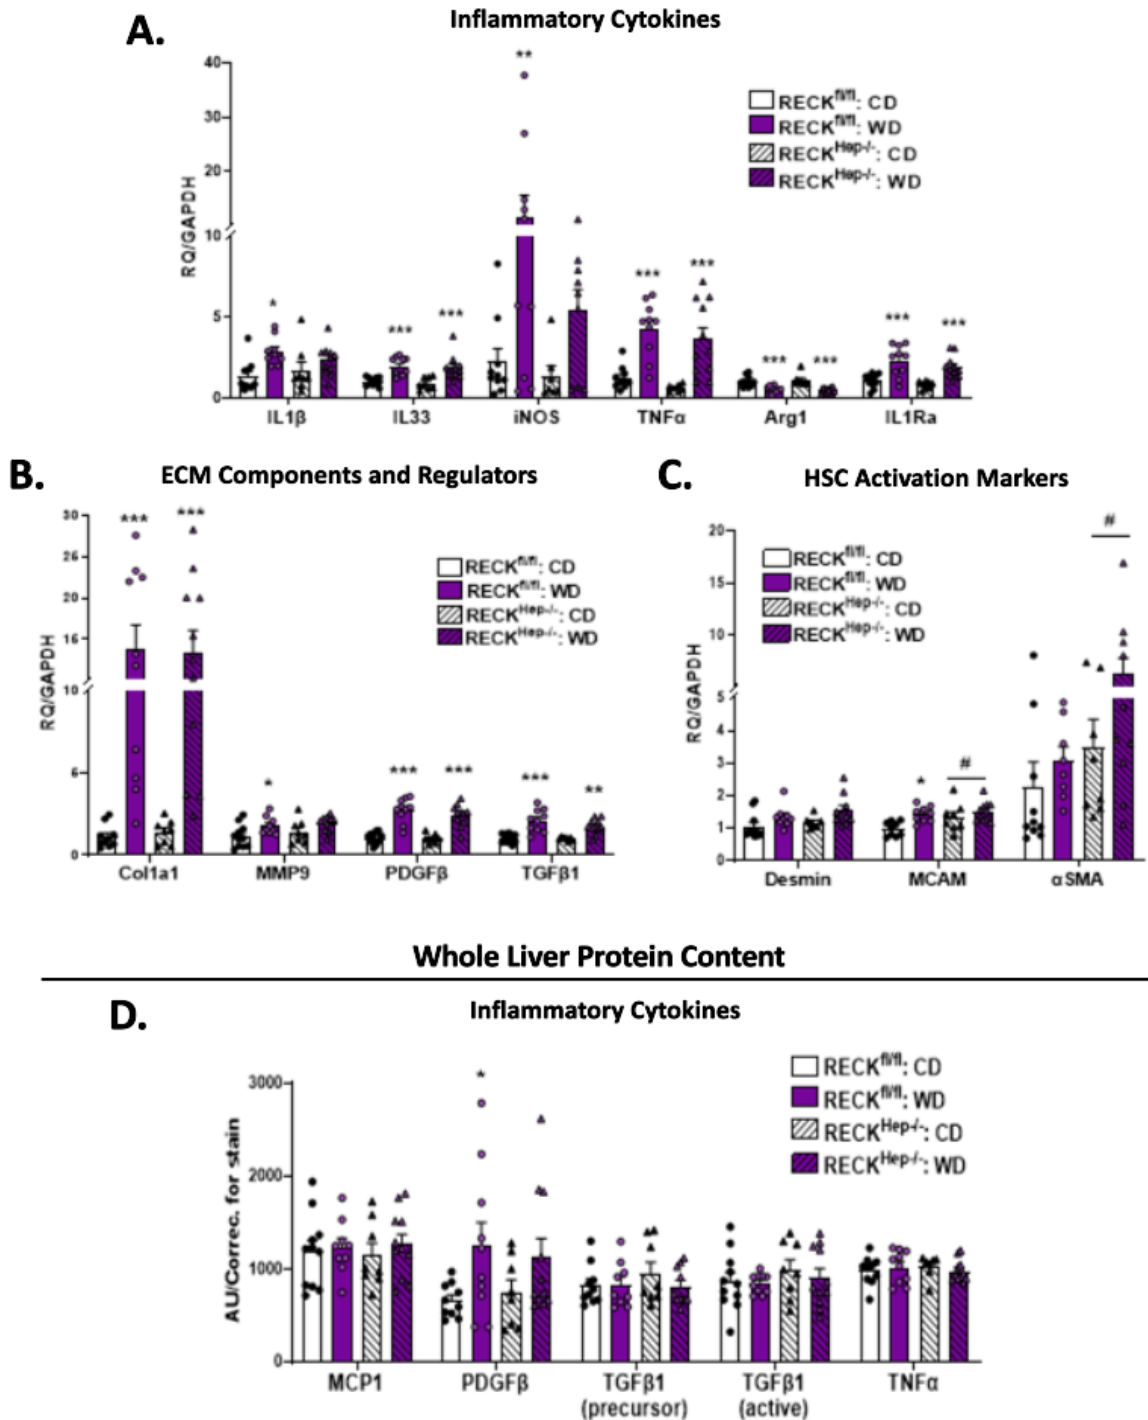 A.
Inflammatory Cytokines
RQ/GAPDH
40
30
20
10
5
0
**
* *** *** *** *** *** *** *** ***
RECKfl/fl: CD
RECKfl/fl: WD
RECKHep-/-: CD
RECKHep-/-: WD
IL1β IL33 iNOS TNFα Arg1 IL1Ra
B.
ECM Components and Regulators
RQ/GAPDH
30
26
20
16
10
6
0
*** *** * *** *** *** **
RECKfl/fl: CD
RECKfl/fl: WD
RECKHep-/-: CD
RECKHep-/-: WD
Col1a1 MMP9 PDGFβ TGFβ1
C.
HSC Activation Markers
RQ/GAPDH
20
15
10
5
4
3
2
1
0
* # #
RECKfl/fl: CD
RECKfl/fl: WD
RECKHep-/-: CD
RECKHep-/-: WD
Desmin MCAM αSMA
Whole Liver Protein Content
D.
Inflammatory Cytokines
AU/Correc. for stain
3000
2000
1000
0
*
RECKfl/fl: CD
RECKfl/fl: WD
RECKHep-/-: CD
RECKHep-/-: WD
MCP1 PDGFβ TGFβ1 TGFβ1 TNFα
(precursor) (active)